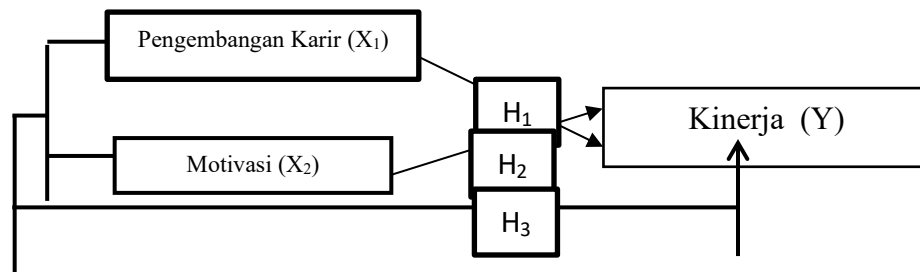 Pengembangan Karir (X₁)
H₁
Kinerja (Y)
Motivasi (X₂)
H₂
H₃